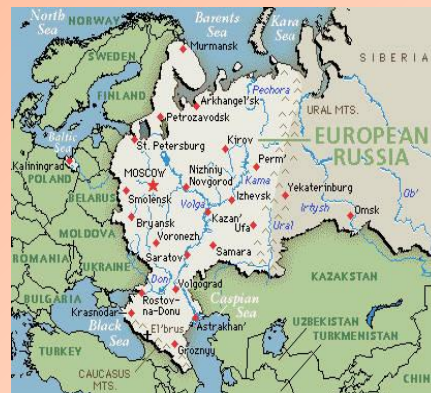 North
Sea
NORWAY
Barents
Sea
Kara
Sea
SWEDEN
Murmansk
SIBERIA
FINLAND
Pechora
Arkhangel'sk
URAL MTS.
Petrozavodsk
Baltic
Sea
St. Petersburg
Kirov
EUROPEAN
RUSSIA
Kaliningrad
MOSCOW
Nizhniy
Novgorod
Perm'
Kama
POLAND
Smolensk
Izhevsk
Yekaterinburg
Ob'
BELARUS
Volga
Kazan'
Irtysh
Omsk
Bryansk
Ufa
Ural
MOLDOVA
Voronezh
Samara
ROMANIA
UKRAINE
Saratov
KAZAKHSTAN
Don
Volgograd
BULGARIA
Rostov-
na-Donu
Caspian
Sea
Krasnodar
Black
Sea
El'brus
Astrakhan'
UZBEKISTAN
TURKMENISTAN
TURKEY
Groznyy
CAUCASUS
MTS.
CHIN